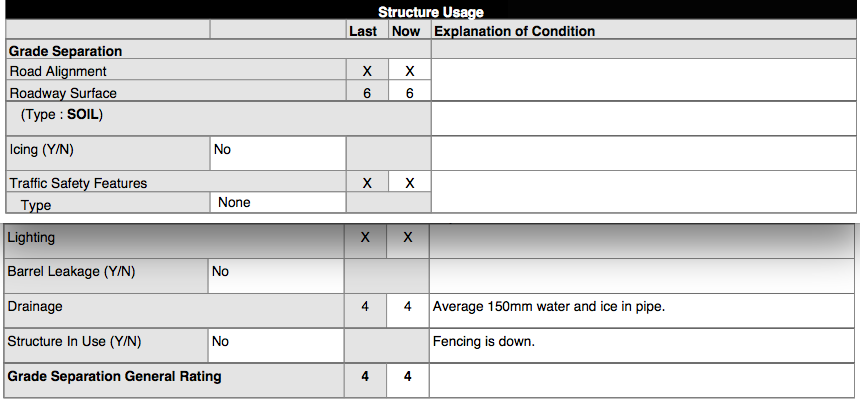 Structure Usage
Last Now Explanation of Condition
Grade Separation
Road Alignment X X
Roadway Surface 6 6
(Type : SOIL)
Icing (Y/N) No
Traffic Safety Features X X
Type None
Lighting X X
Barrel Leakage (Y/N) No
Drainage 4 4 Average 150mm water and ice in pipe.
Structure In Use (Y/N) No Fencing is down.
Grade Separation General Rating 4 4